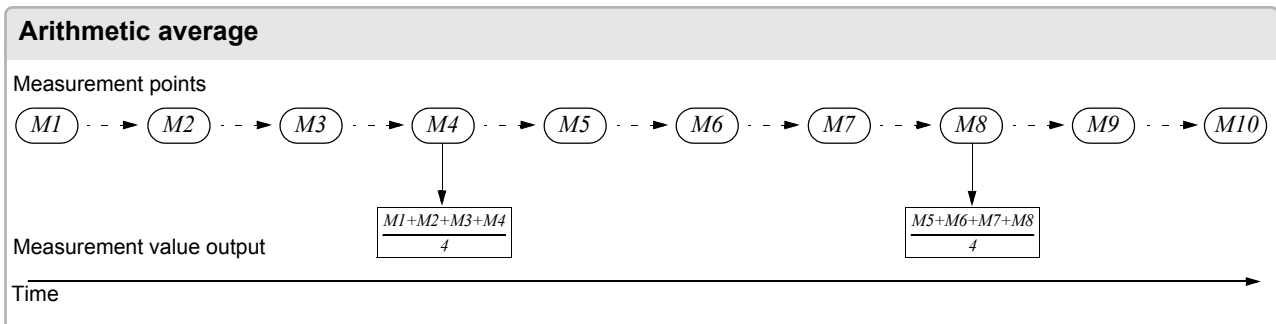 Arithmetic average
Measurement points
M1 M2 M3 M4 M5 M6 M7 M8 M9 M10
M1+M2+M3+M4 M5+M6+M7+M8
4 4
Measurement value output
Time